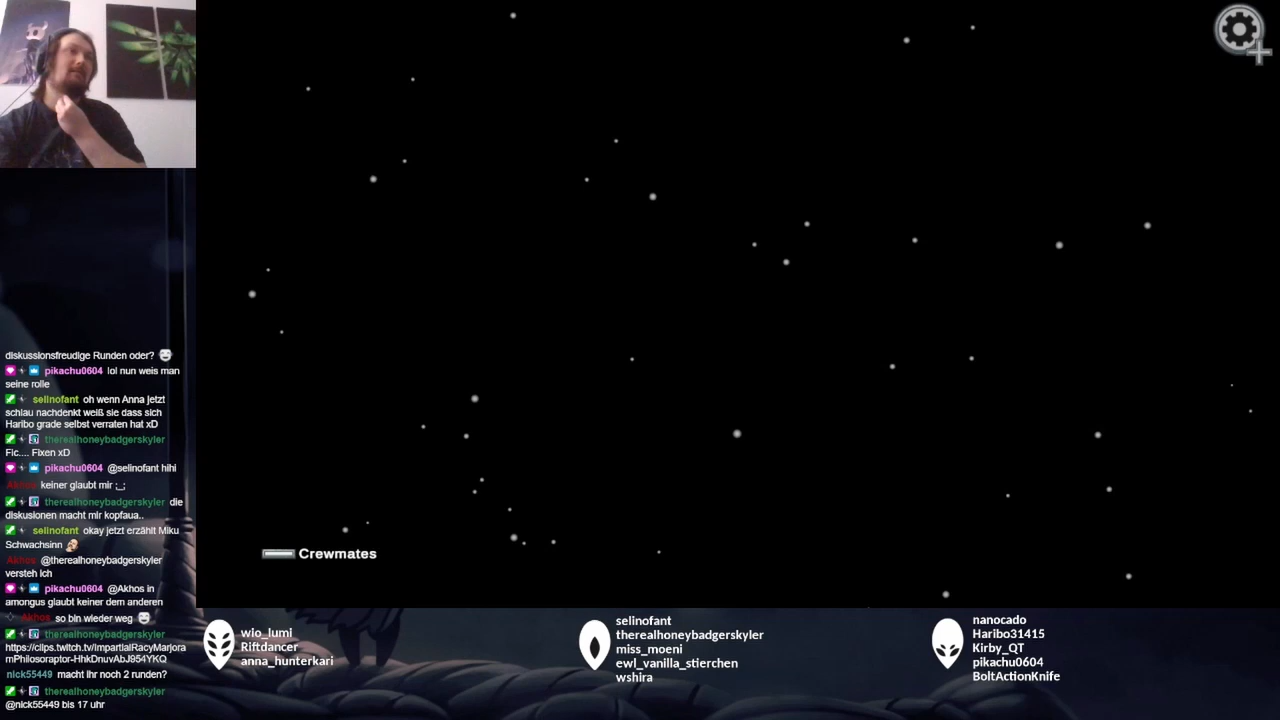 diskussionsfreudige Runden oder?
pikachu0604 lol nun weis man
seine rolle
selinofant oh wenn Anna jetzt
schlau nachdenkt weiß sie dass sich
Haribo grade selbst verraten hat xD
therealhoneybadgerskyler
Fic.... Fixen xD
pikachu0604 @selinofant hihi
Akhos keiner glaubt mir ;_;
therealhoneybadgerskyler die
diskusionen macht mir kopfaua..
selinofant okay jetzt erzählt Miku
Schwachsinn
Akhos @therealhoneybadgerskyler
versteh ich
pikachu0604 @Akhos in
amongus glaubt keiner dem anderen
Akhos so bin wieder weg
therealhoneybadgerskyler
https://clips.twitch.tv/ImpartialRacyMarjora
mPhilosoraptor-HhkDnuvAbJ954YKQ
nick55449 macht ihr noch 2 runden?
therealhoneybadgerskyler
@nick55449 bis 17 uhr
Crewmates
wio_lumi
Riftdancer
anna_hunterkari
selinofant
therealhoneybadgerskyler
miss_moeni
ewl_vanilla_stierchen
wshira
nanocado
Haribo31415
Kirby_QT
pikachu0604
BoltActionKnife